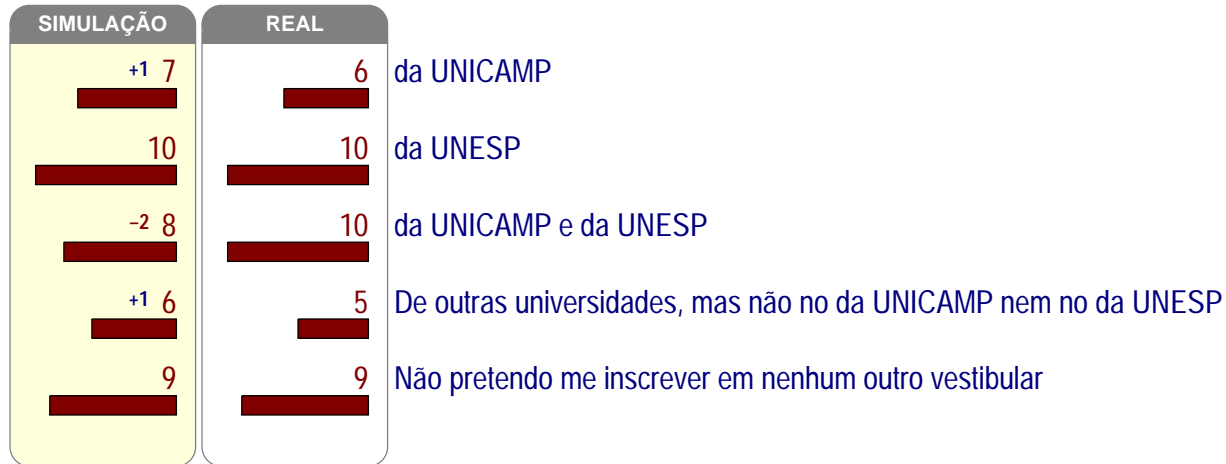 SIMULAÇÃO REAL
+1 7 6 da UNICAMP
10 10 da UNESP
−2 8 10 da UNICAMP e da UNESP
+1 6 5 De outras universidades, mas não no da UNICAMP nem no da UNESP
9 9 Não pretendo me inscrever em nenhum outro vestibular